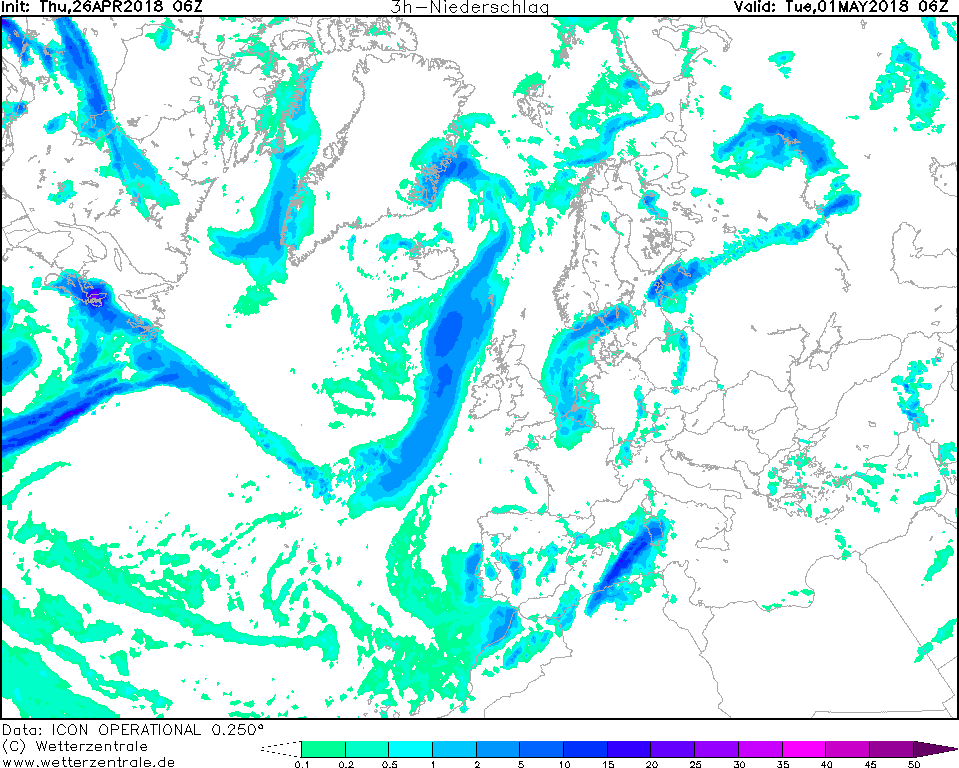 Init: Thu,26APR2018 06Z 3h-Niederschlag Valid: Tue,01MAY2018 06Z
Data: ICON OPERATIONAL 0.250°
(C) Wetterzentrale
www.wetterzentrale.de
0.1 0.2 0.5 1 2 5 10 15 20 25 30 35 40 45 50